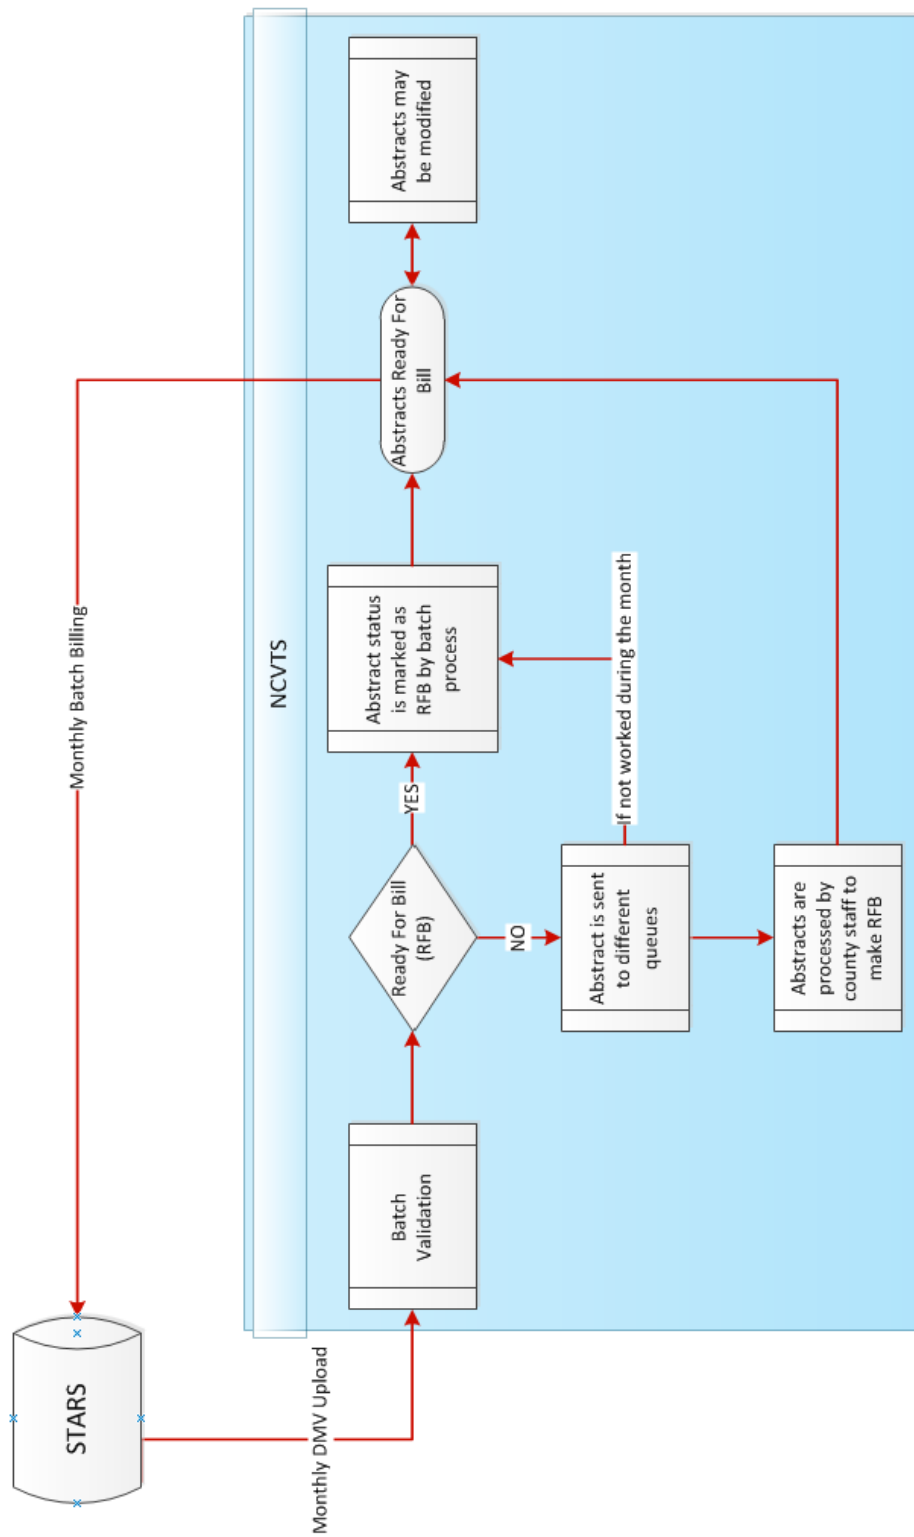 STARS
Monthly Batch Billing
Monthly DMV Upload
NCVTS
Batch
Validation
Ready For Bill
(RFB)
YES
NO
Abstract status
is marked as
RFB by batch
process
Abstracts Ready For
Bill
Abstracts may
be modified
Abstract is sent
to different
queues
If not worked during the month
Abstracts are
processed by
county staff to
make RFB